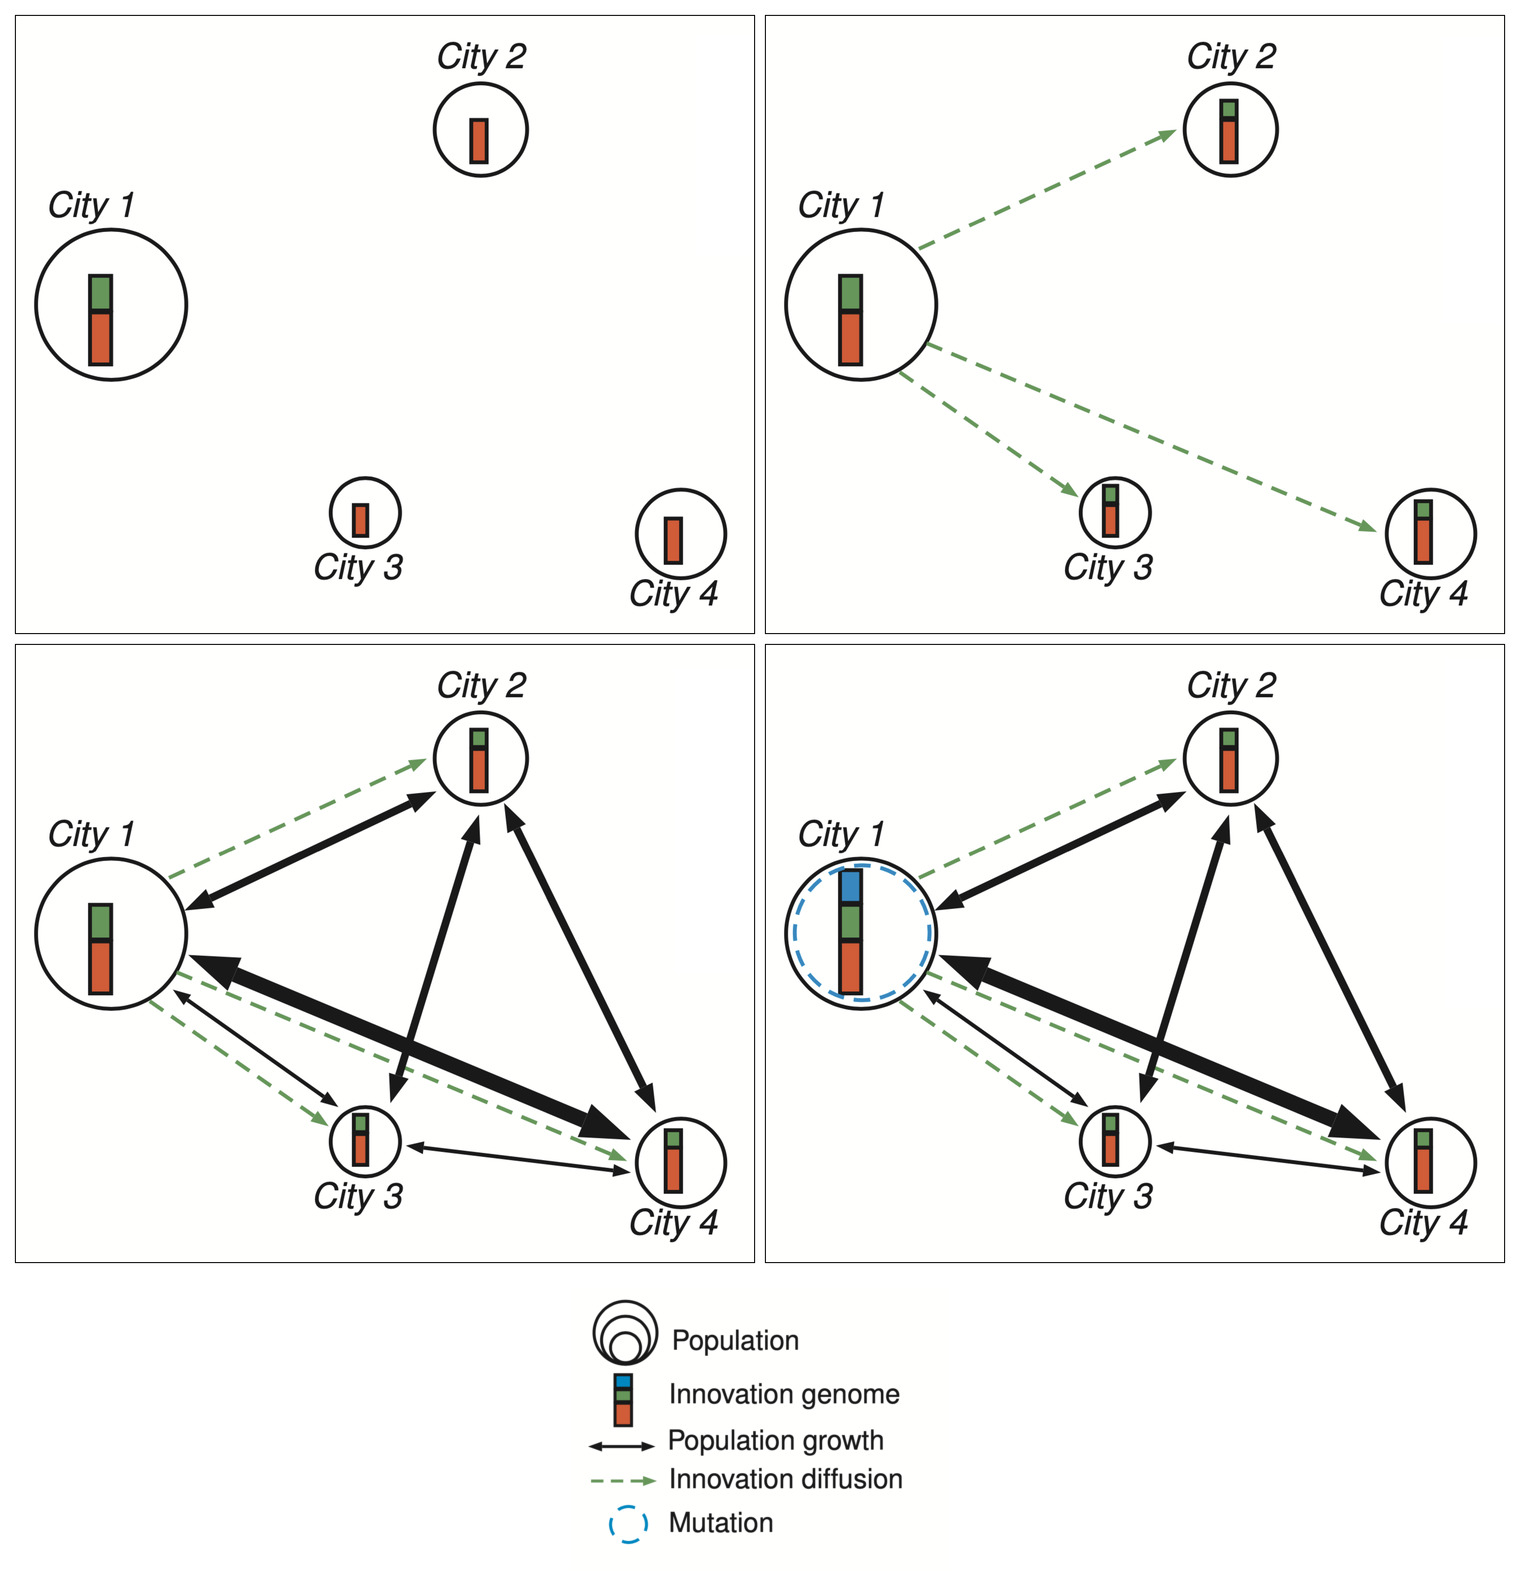 City 2
City 1
City 3
City 4
City 2
City 1
City 3
City 4
City 2
City 1
City 3
City 4
City 2
City 1
City 3
City 4
Population
Innovation genome
Population growth
Innovation diffusion
Mutation